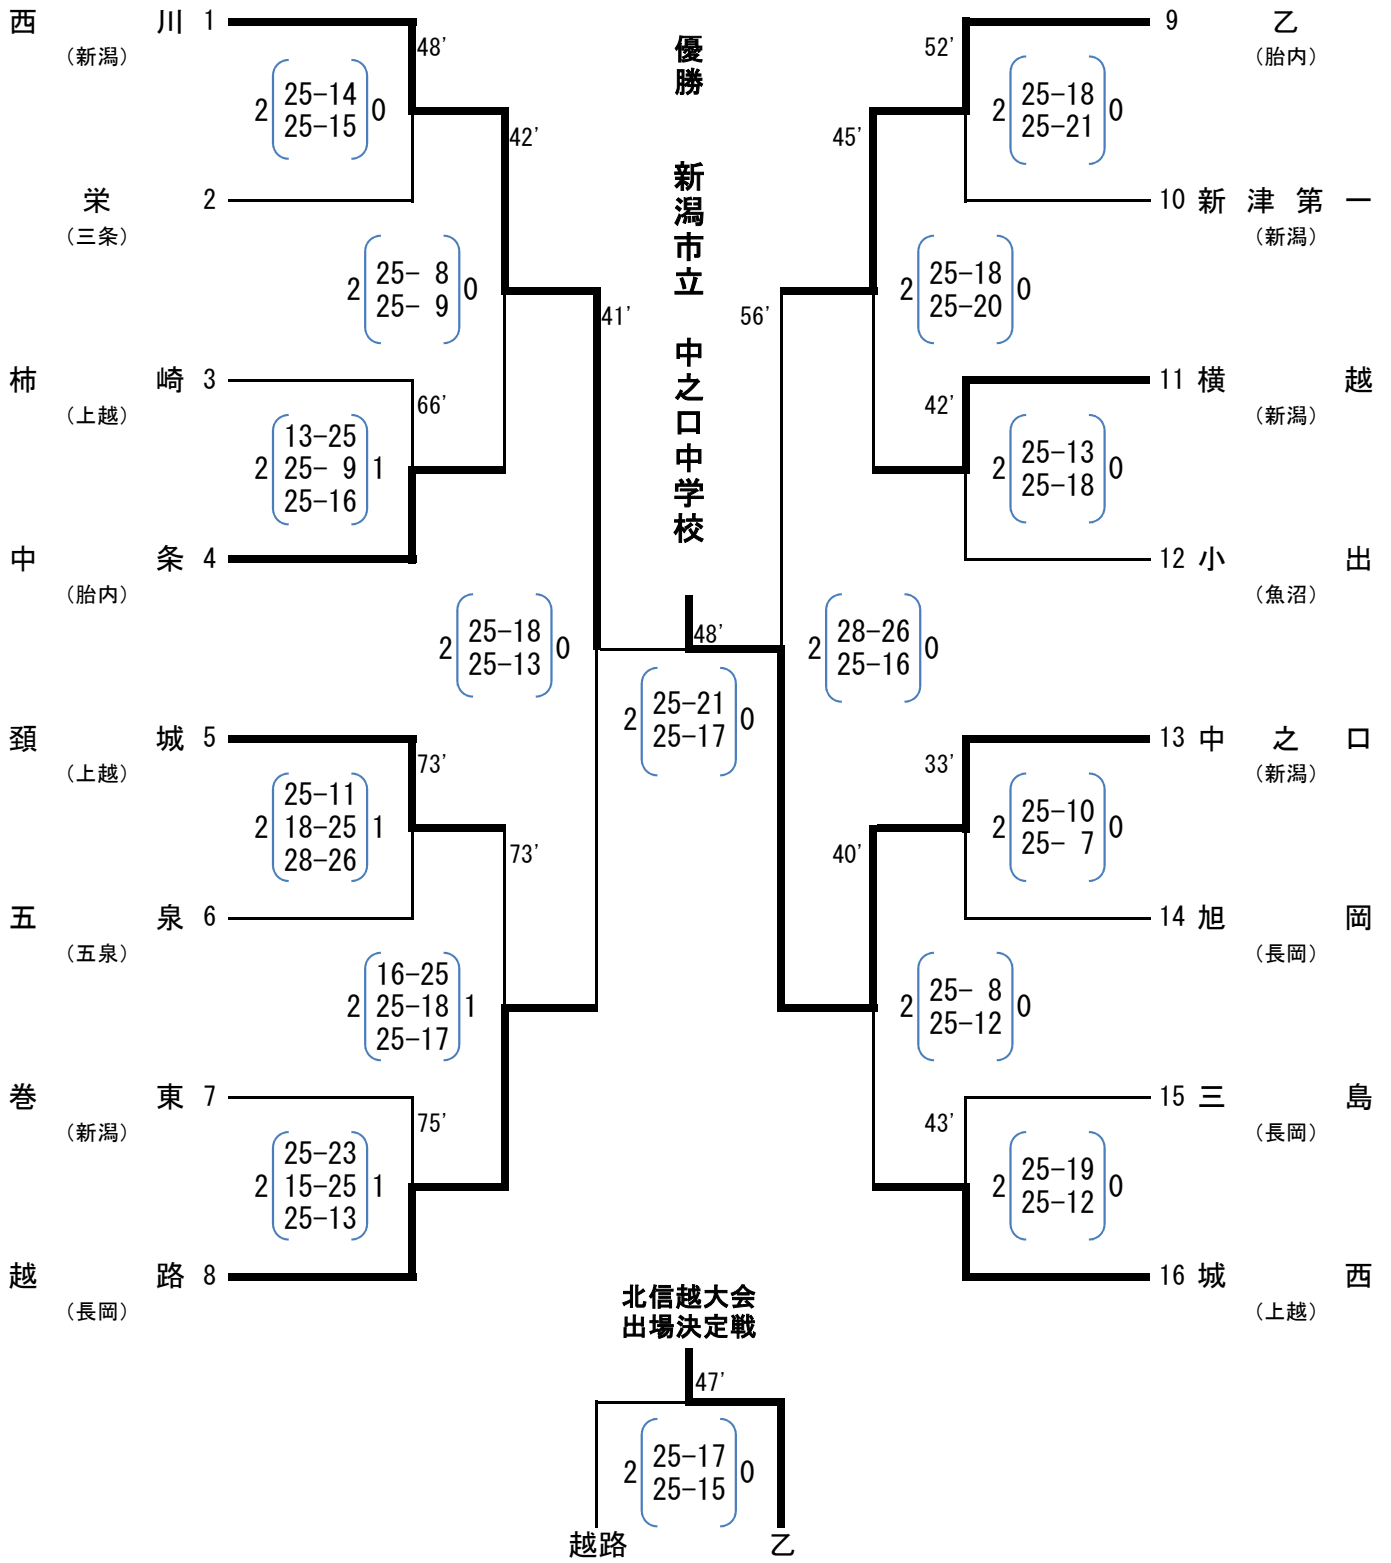 西川 1
（新潟）
48'
2 25-14 0
25-15
栄 2
（三条）
42'
2 25- 8 0
25- 9
柿崎 3
（上越）
66'
13-25
2 25- 9 1
25-16
中条 4
（胎内）
41'
2 25-18 0
25-13
頚城 5
（上越）
73'
25-11
2 18-25 1
28-26
五泉 6
（五泉）
73'
16-25
2 25-18 1
25-17
巻東 7
（新潟）
75'
25-23
2 15-25 1
25-13
越路 8
（長岡）
優勝 新潟市立 中之口中学校
48'
2 25-21 0
25-17
9 乙
（胎内）
52'
2 25-18 0
25-21
10 新津第一
（新潟）
45'
2 25-18 0
25-20
11 横越
（新潟）
42'
2 25-13 0
25-18
12 小出
（魚沼）
56'
2 28-26 0
25-16
13 中之口
（新潟）
33'
2 25-10 0
25- 7
14 旭岡
（長岡）
40'
2 25- 8 0
25-12
15 三島
（長岡）
43'
2 25-19 0
25-12
16 城西
（上越）
北信越大会
出場決定戦
47'
2 25-17 0
25-15
越路 乙